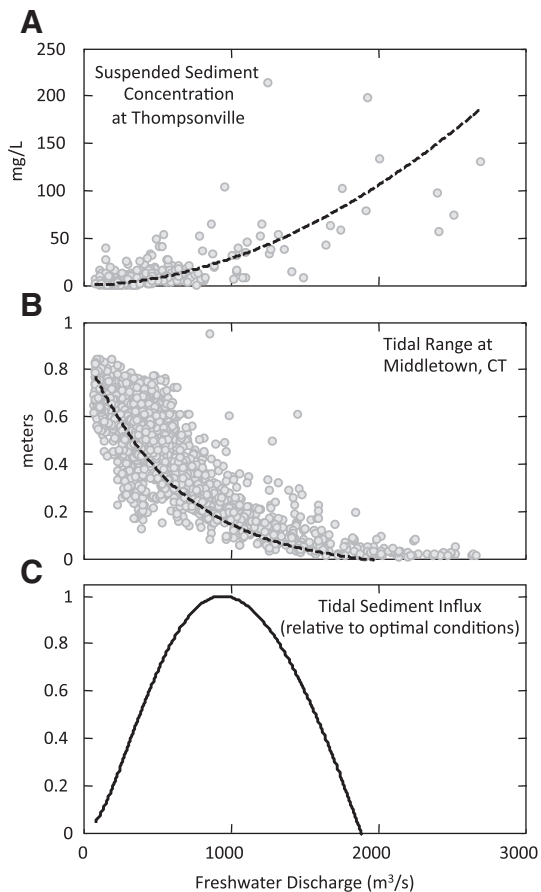 A
250
200
150
100
50
0
mg/L
Suspended Sediment
Concentration
at Thompsonville
B
1
0.8
0.6
0.4
0.2
0
meters
Tidal Range at
Middletown, CT
C
1
0.8
0.6
0.4
0.2
0
Tidal Sediment Influx
(relative to optimal conditions)
0 1000 2000 3000
Freshwater Discharge (m³/s)